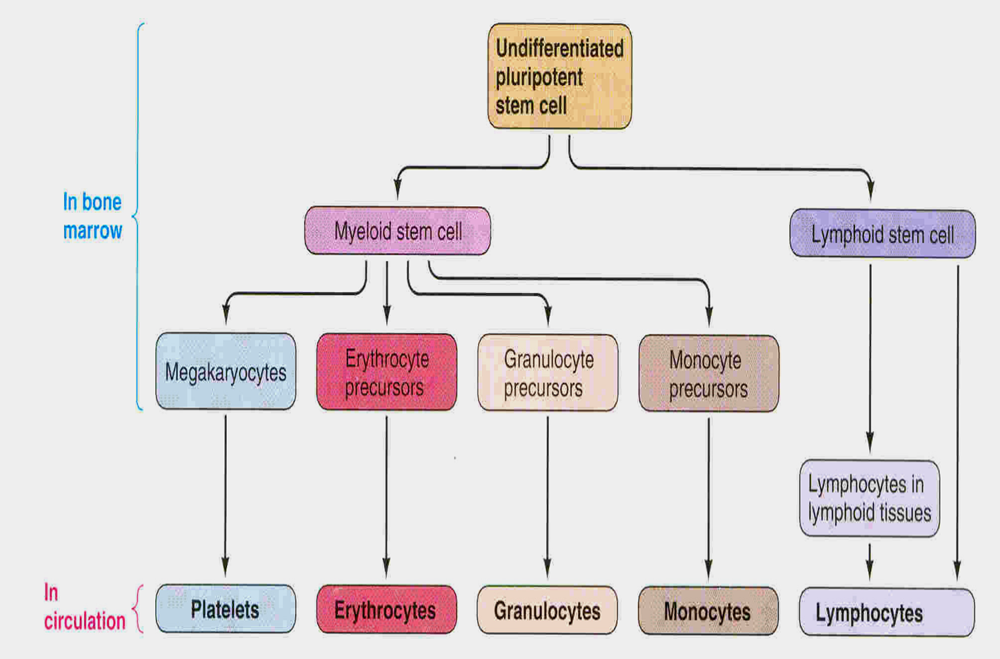 Undifferentiated
pluripotent
stem cell
In bone
marrow
Myeloid stem cell
Lymphoid stem cell
Megakaryocytes
Erythrocyte
precursors
Granulocyte
precursors
Monocyte
precursors
Lymphocytes in
lymphoid tissues
In
circulation
Platelets
Erythrocytes
Granulocytes
Monocytes
Lymphocytes